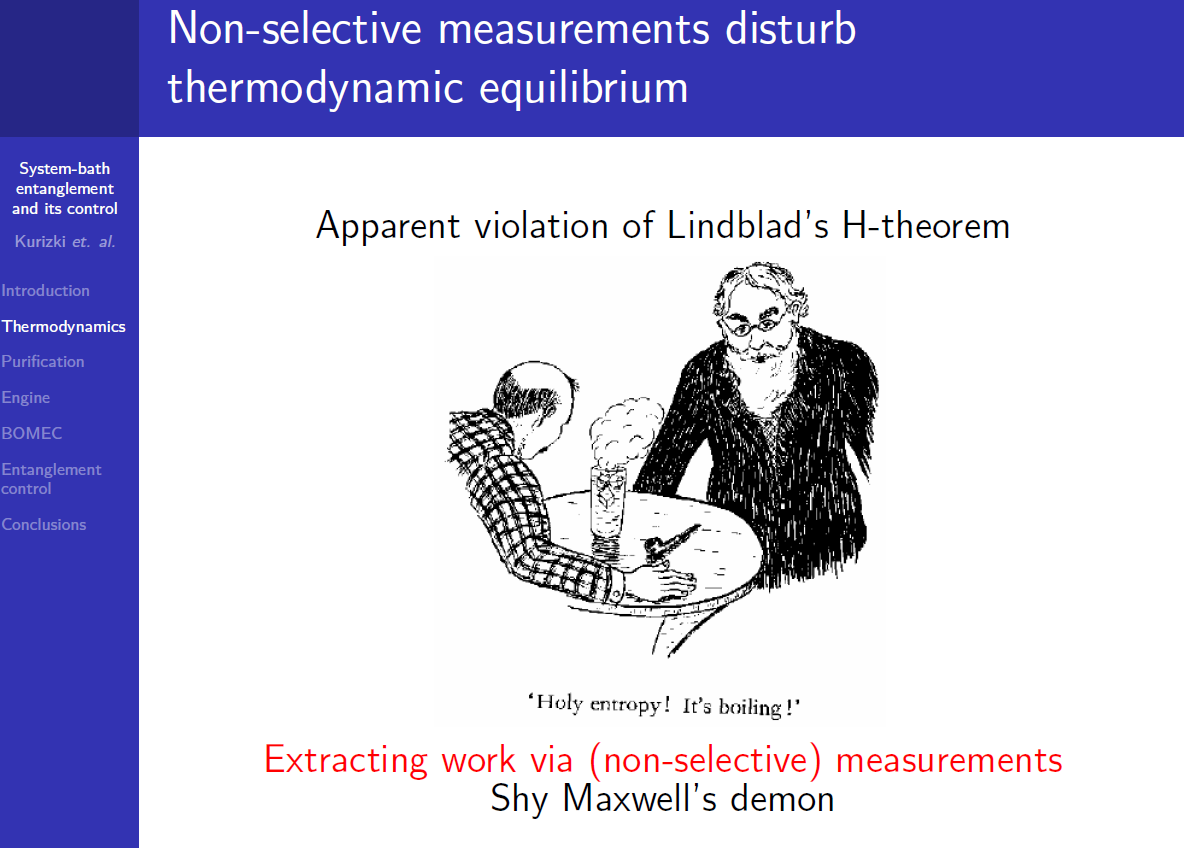 Non-selective measurements disturb
thermodynamic equilibrium
System-bath
entanglement
and its control
Kurizki et. al.
Introduction
Thermodynamics
Purification
Engine
BOMEC
Entanglement
control
Conclusions
Apparent violation of Lindblad's H-theorem
‘Holy entropy! It's boiling!’
Extracting work via (non-selective) measurements
Shy Maxwell's demon